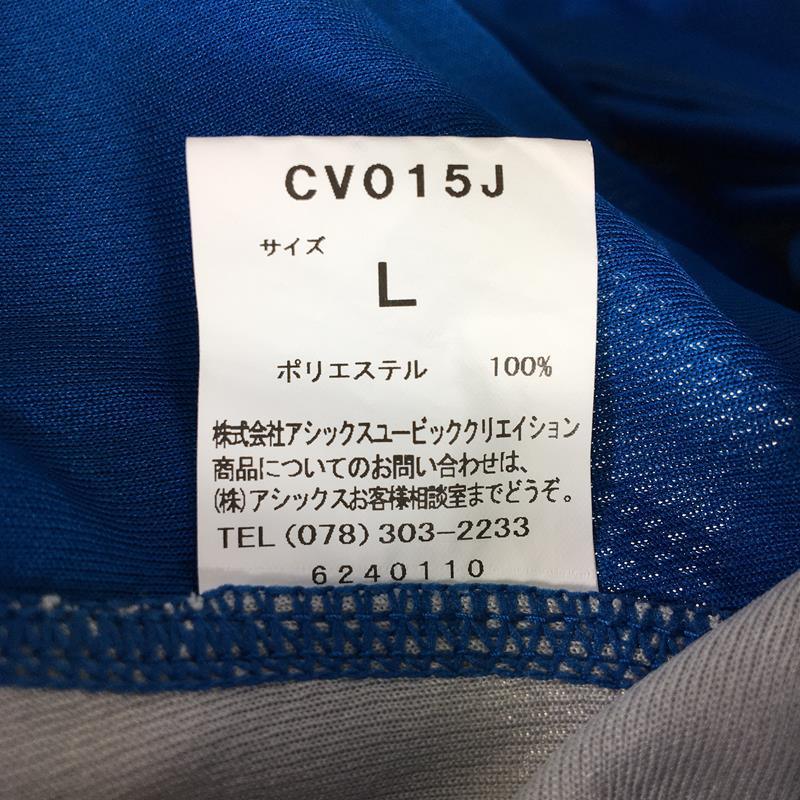 CV015J
サイズ
L
ポリエステル 100%
株式会社アシックスユービッククリエイション
商品についてのお問い合わせは、
(株)アシックスお客様相談室までどうぞ。
TEL(078)303-2233
6240110